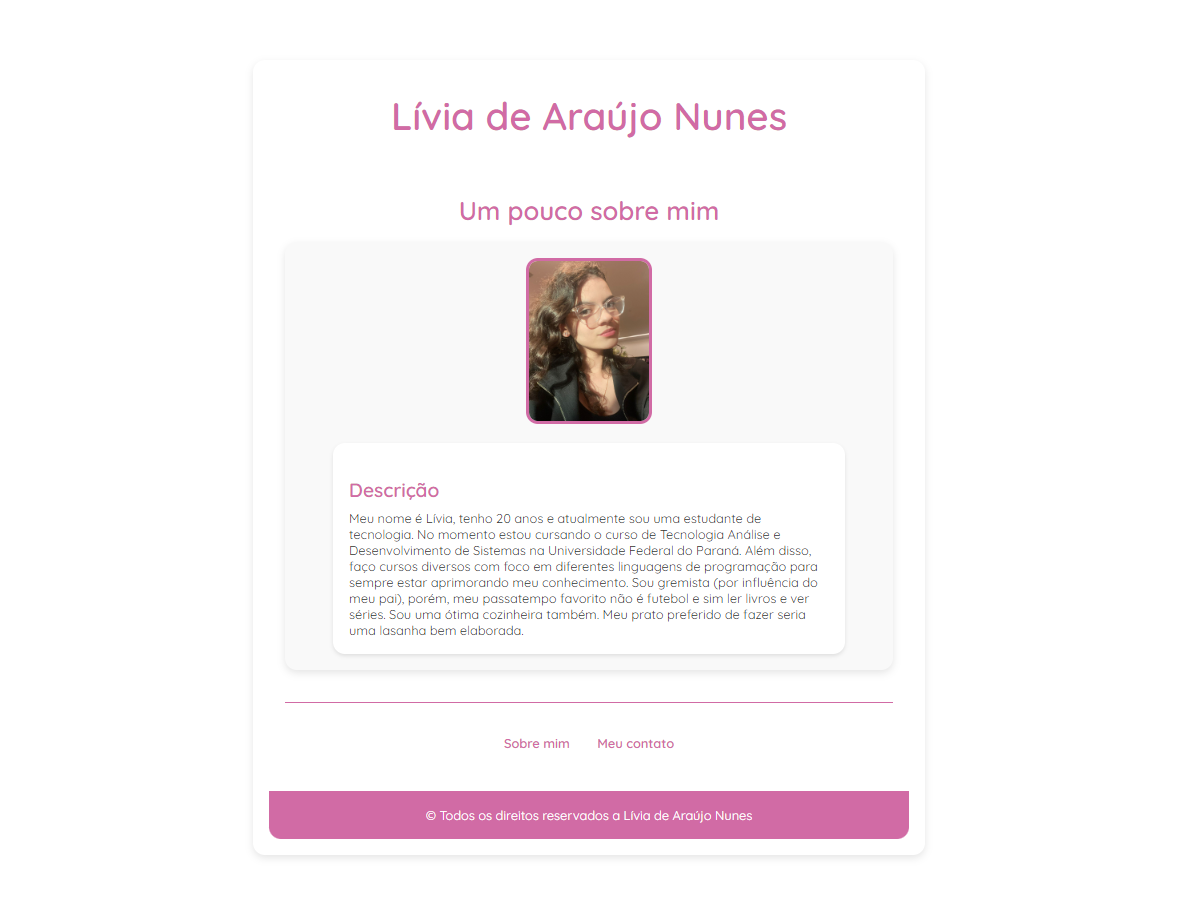 Lívia de Araújo Nunes
Um pouco sobre mim
Descrição
Meu nome é Lívia, tenho 20 anos e atualmente sou uma estudante de
tecnologia. No momento estou cursando o curso de Tecnologia Análise e
Desenvolvimento de Sistemas na Universidade Federal do Paraná. Além disso,
faço cursos diversos com foco em diferentes linguagens de programação para
sempre estar aprimorando meu conhecimento. Sou gremista (por influência do
meu pai), porém, meu passatempo favorito não é futebol e sim ler livros e ver
séries. Sou uma ótima cozinheira também. Meu prato preferido de fazer seria
uma lasanha bem elaborada.
Sobre mim Meu contato
© Todos os direitos reservados a Lívia de Araújo Nunes